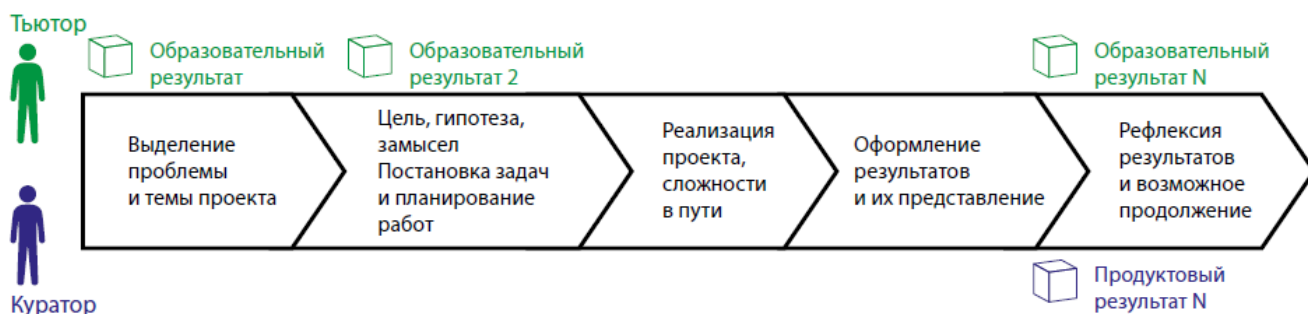 Тьютор
Образовательный
результат
Образовательный
результат 2
Образовательный
результат N
Выделение
проблемы
и темы проекта
Цель, гипотеза,
замысел
Постановка задач
и планирование
работ
Реализация
проекта,
сложности
в пути
Оформление
результатов
и их представление
Рефлексия
результатов
и возможное
продолжение
Куратор
Продуктовый
результат N